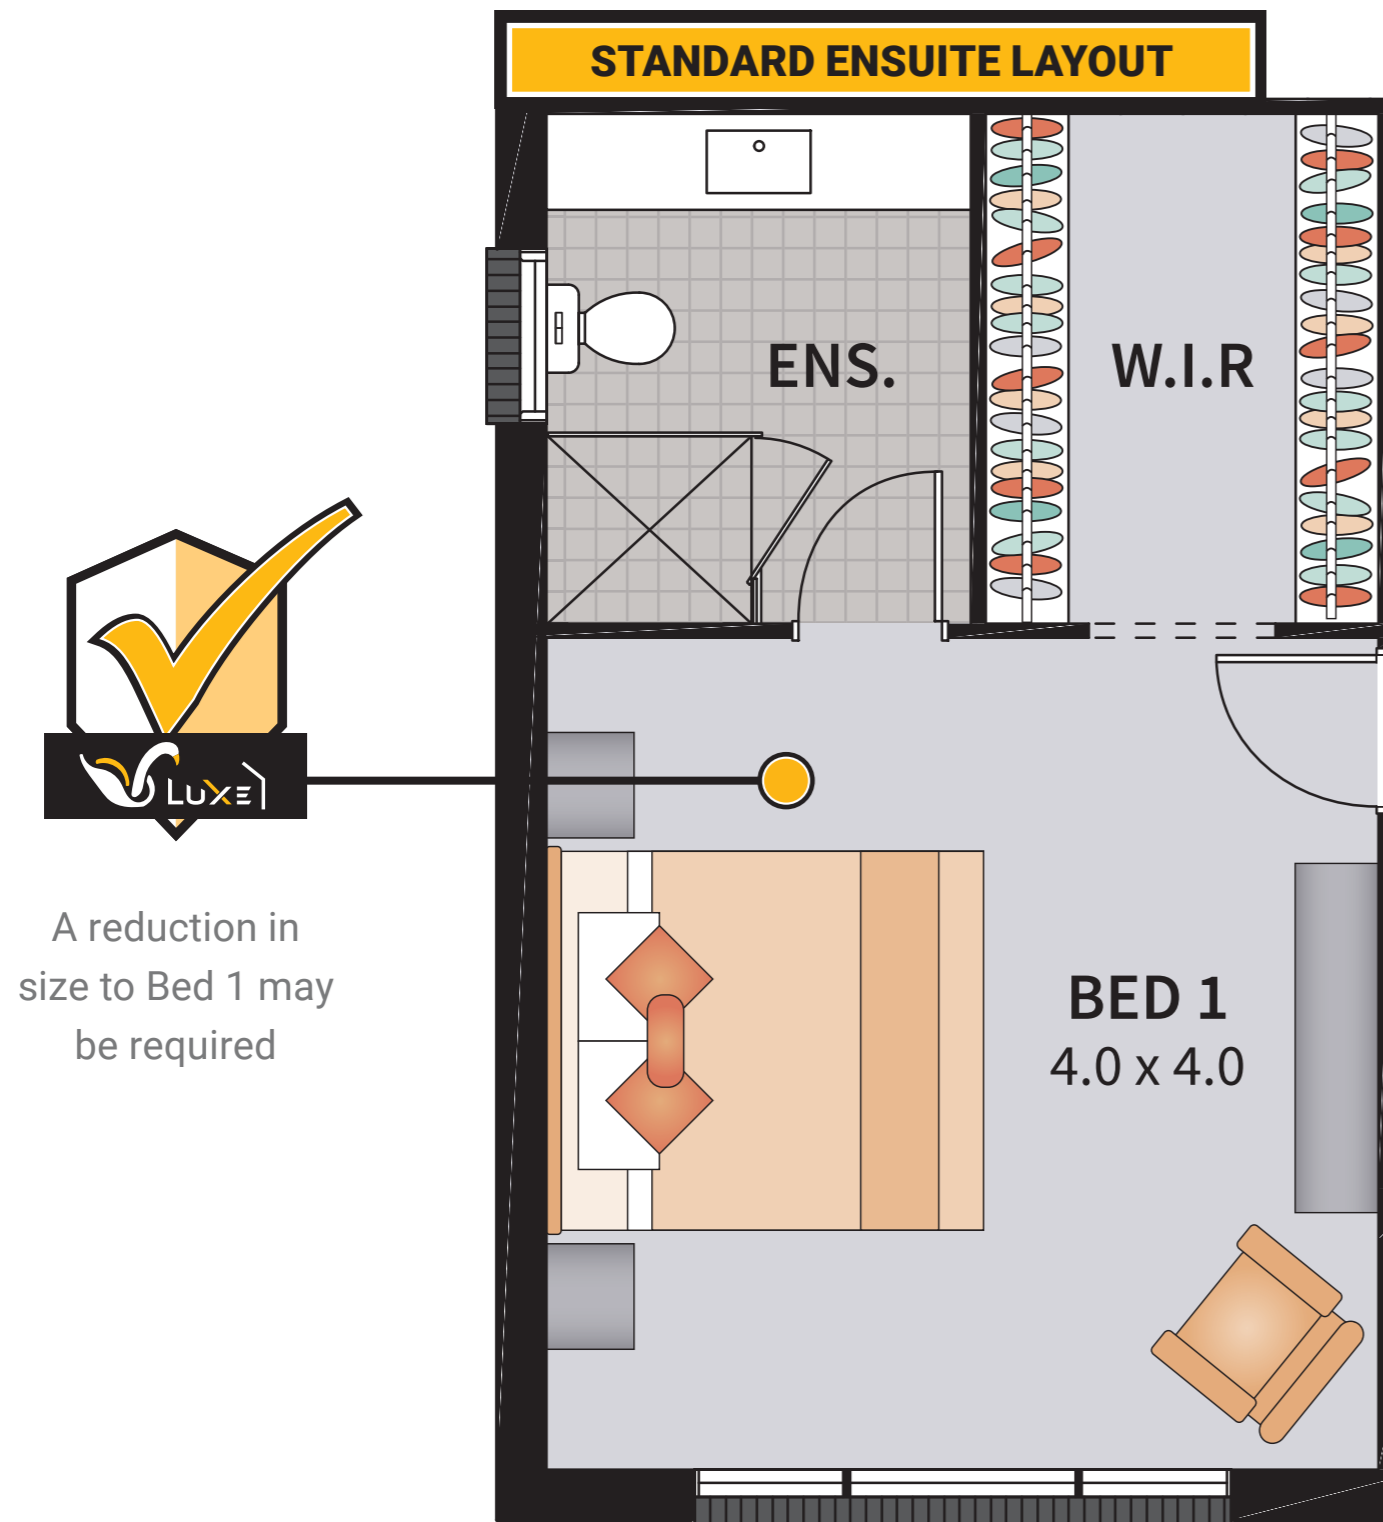 STANDARD ENSUITE LAYOUT
ENS.
W.I.R
LUXE
A reduction in
size to Bed 1 may
be required
BED 1
4.0 x 4.0